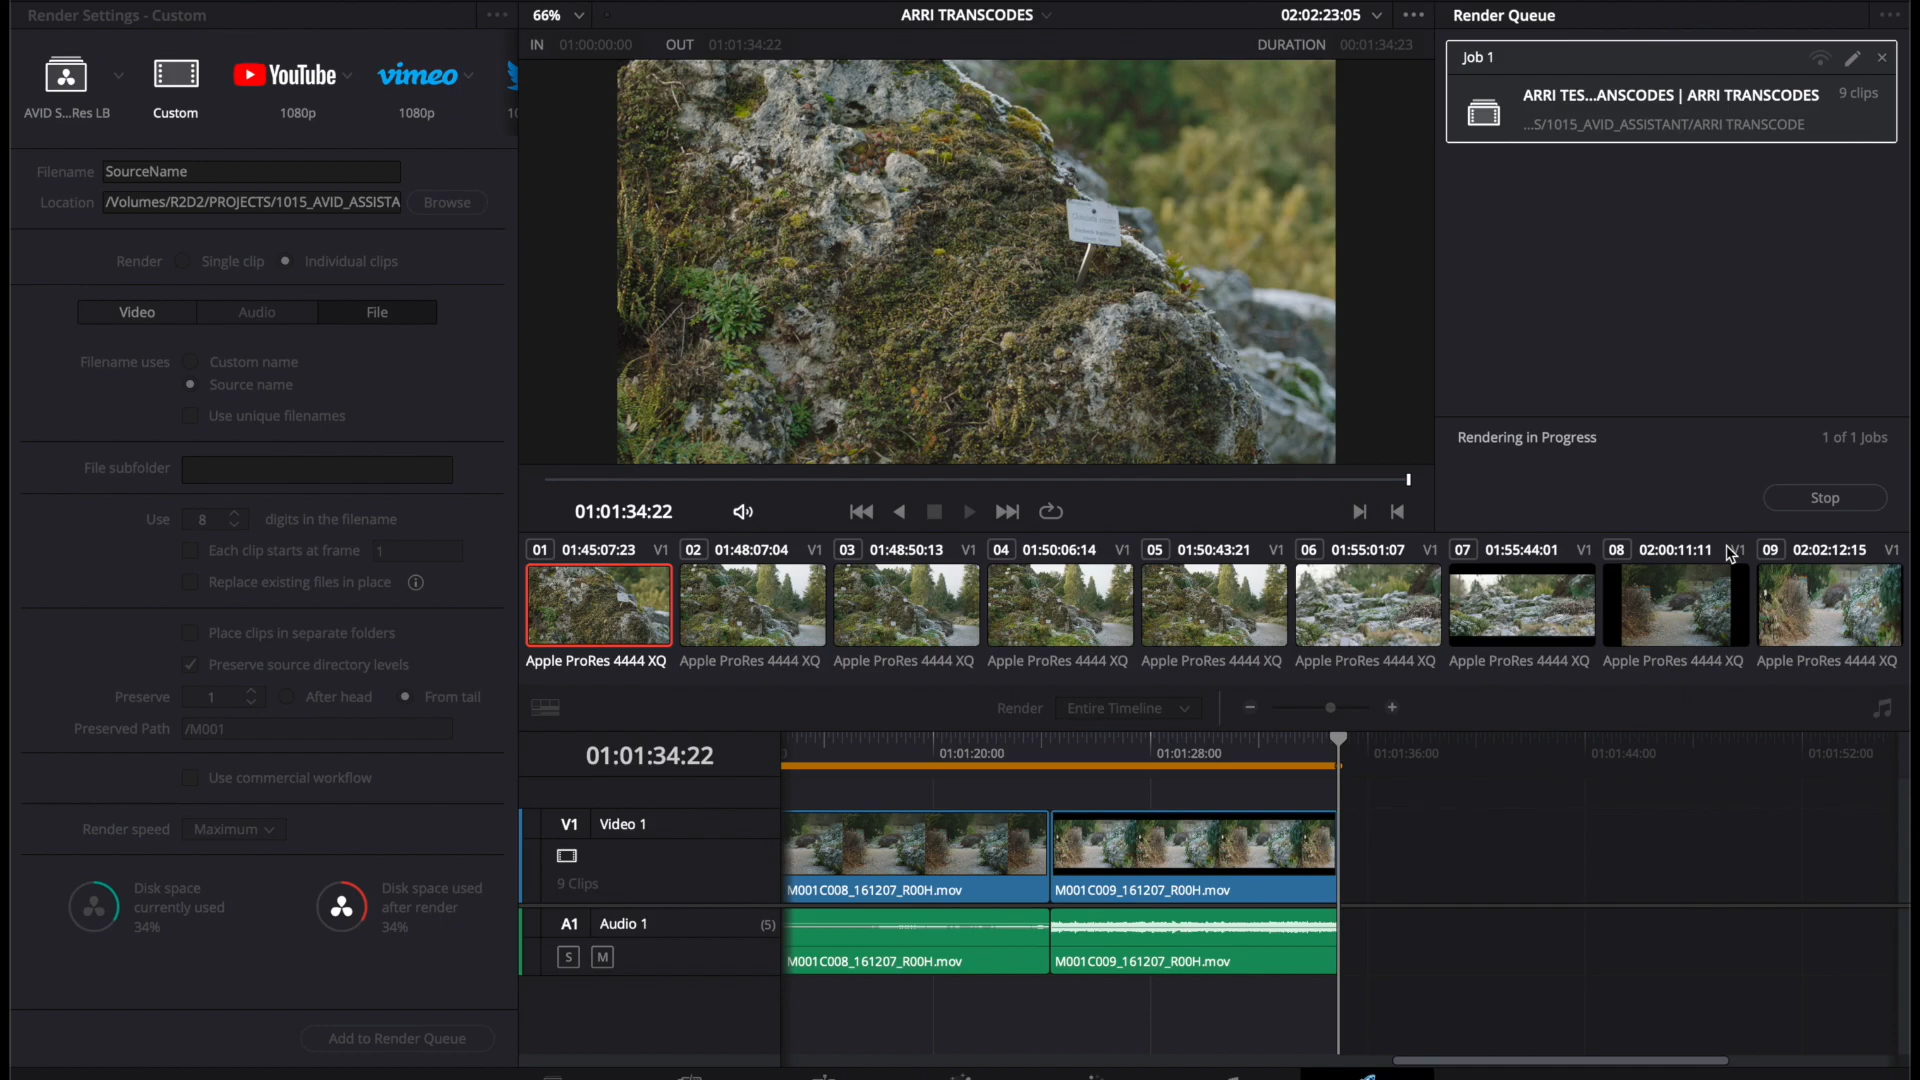 Render Settings - Custom
66%
ARRI TRANSCODES
02:02:23:05
Render Queue
IN 01:00:00:00 OUT 01:01:34:22
DURATION 00:01:34:23
AVID S...Res LB
Custom
YouTube
1080p
vimeo
1080p
Job 1
ARRI TES...ANSCODES | ARRI TRANSCODES
9 clips
...S/1015_AVID_ASSISTANT/ARRI TRANSCODE
Filename SourceName
Location /Volumes/R2D2/PROJECTS/1015_AVID_ASSISTA Browse
Render Single clip Individual clips
Video Audio File
Filename uses Custom name
Source name
Use unique filenames
File subfolder
Use 8 digits in the filename
Each clip starts at frame 1
Replace existing files in place
Place clips in separate folders
Preserve source directory levels
Preserve 1 After head From tail
Preserved Path /M001
Use commercial workflow
Render speed Maximum
Disk space currently used 34%
Disk space used after render 34%
Add to Render Queue
Rendering in Progress 1 of 1 Jobs
Stop
01:01:34:22
01 01:45:07:23 V1
02 01:48:07:04 V1
03 01:48:50:13 V1
04 01:50:06:14 V1
05 01:50:43:21 V1
06 01:55:01:07 V1
07 01:55:44:01 V1
08 02:00:11:11 V1
09 02:02:12:15 V1
Apple ProRes 4444 XQ
Apple ProRes 4444 XQ
Apple ProRes 4444 XQ
Apple ProRes 4444 XQ
Apple ProRes 4444 XQ
Apple ProRes 4444 XQ
Apple ProRes 4444 XQ
Apple ProRes 4444 XQ
Apple ProRes 4444 XQ
Render Entire Timeline
01:01:34:22
01:01:20:00 01:01:28:00 01:01:36:00 01:01:44:00 01:01:52:00
V1 Video 1
9 Clips
M001C008_161207_R00H.mov
M001C009_161207_R00H.mov
A1 Audio 1 (5)
S M
M001C008_161207_R00H.mov
M001C009_161207_R00H.mov